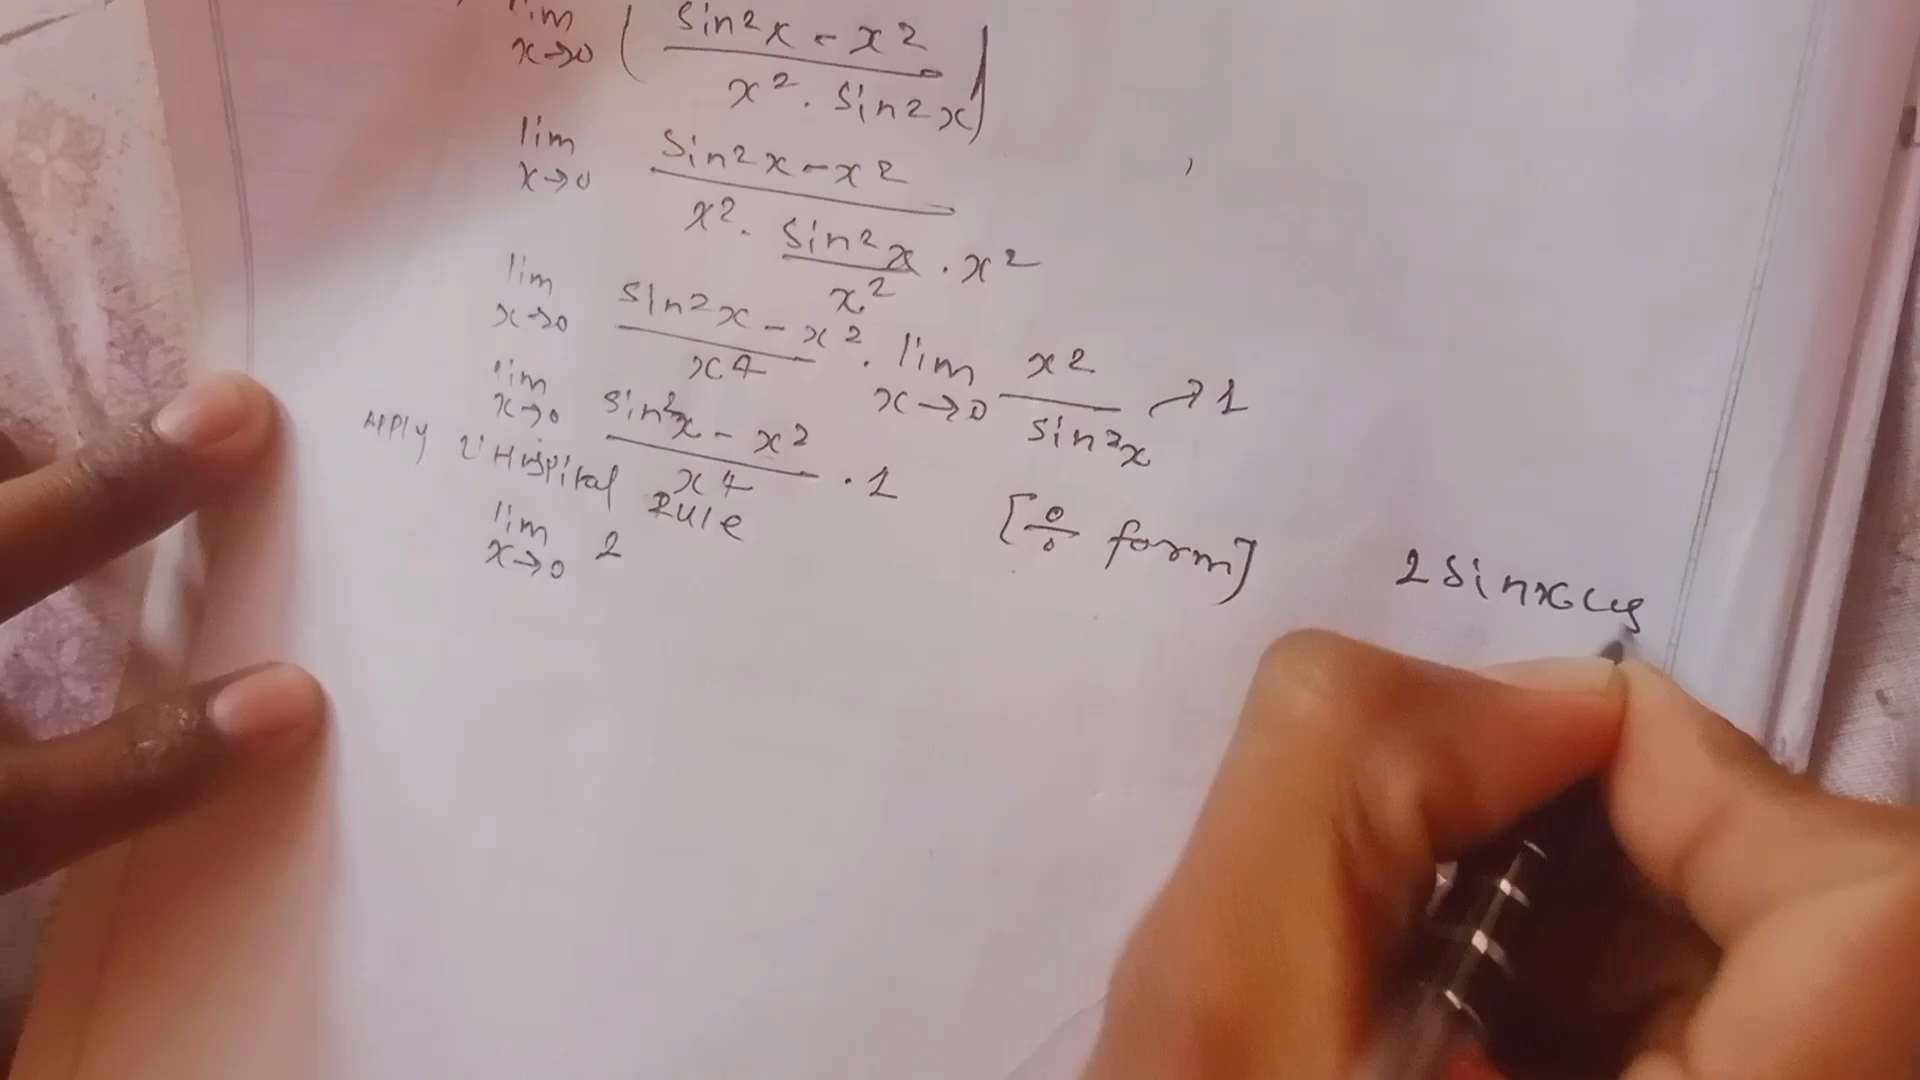 lim x→0 ( sin²x - x² / x² . sin²x )
lim x→0 sin²x - x² / x² . sin²x / x² . x²
lim x→0 sin²x - x² / x4 . lim x→0 x² / sin²x → 1
lim x→0 sin²x - x² / x4 . 1 [0/0 form]
APPLY L' Hospital RULE
lim x→0 2
2 sinx cos